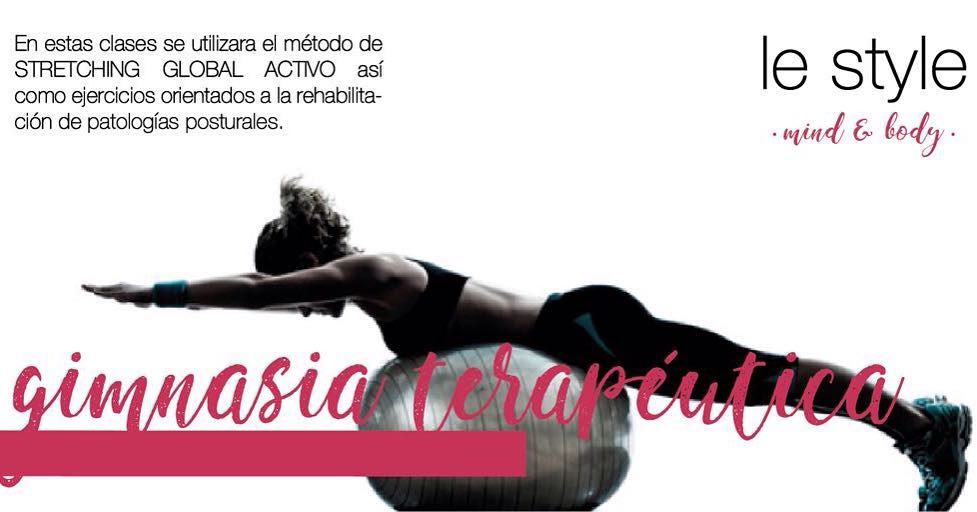 En estas clases se utilizara el método de
STRETCHING GLOBAL ACTIVO así
como ejercicios orientados a la rehabilita-
ción de patologías posturales.
le style
· mind & body ·
gimnasia terapéutica